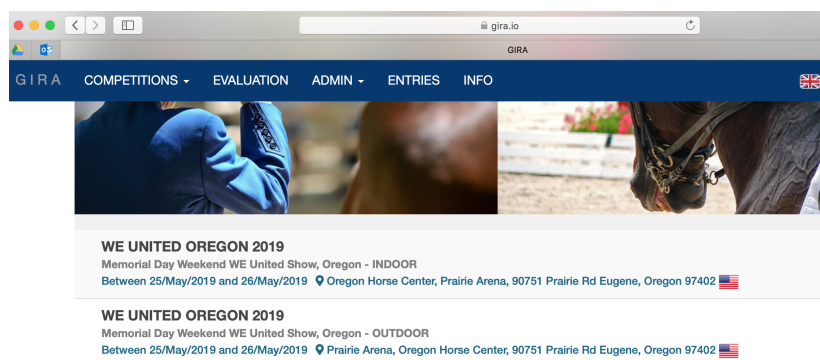 gira.io
GIRA
GIRA COMPETITIONS EVALUATION ADMIN ENTRIES INFO
WE UNITED OREGON 2019
Memorial Day Weekend WE United Show, Oregon - INDOOR
Between 25/May/2019 and 26/May/2019 Oregon Horse Center, Prairie Arena, 90751 Prairie Rd Eugene, Oregon 97402
WE UNITED OREGON 2019
Memorial Day Weekend WE United Show, Oregon - OUTDOOR
Between 25/May/2019 and 26/May/2019 Prairie Arena, Oregon Horse Center, 90751 Prairie Rd Eugene, Oregon 97402